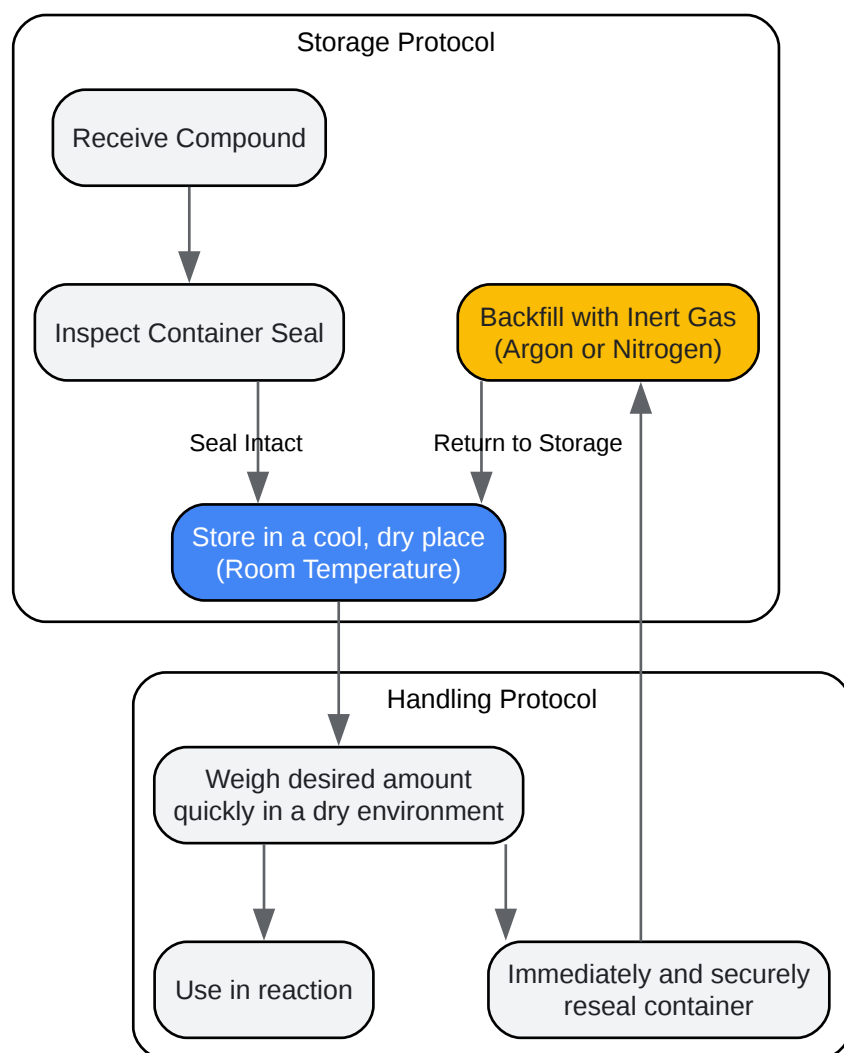 Storage Protocol
Receive Compound
Inspect Container Seal
Backfill with Inert Gas
(Argon or Nitrogen)
Seal Intact
Return to Storage
Store in a cool, dry place
(Room Temperature)
Handling Protocol
Weigh desired amount
quickly in a dry environment
Use in reaction
Immediately and securely
reseal container